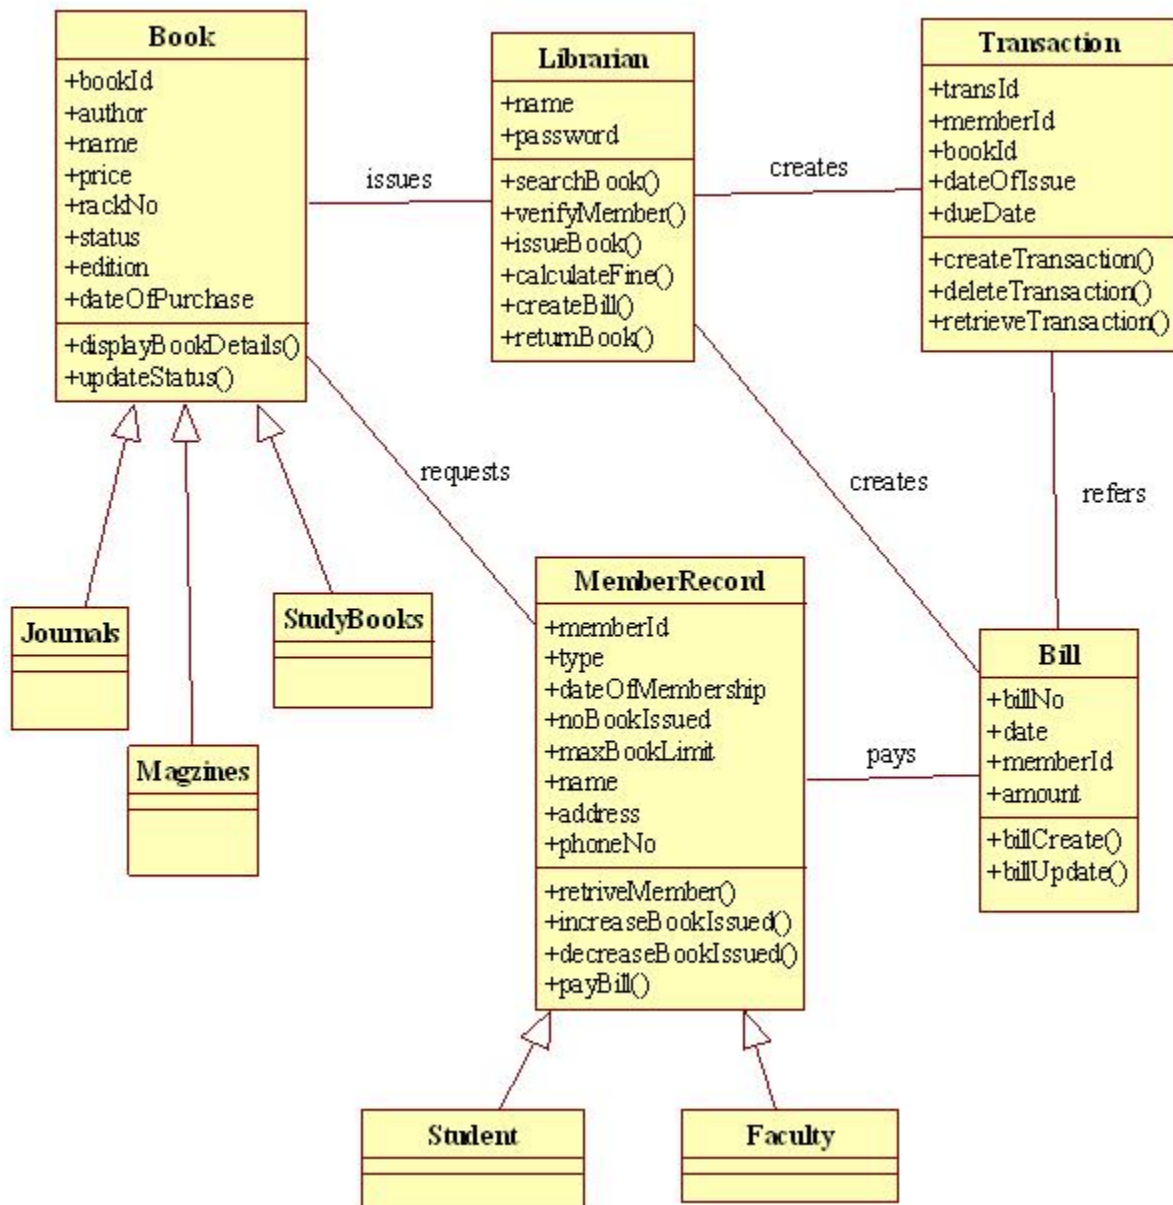 Book
+bookId
+author
+name
+price
+rackNo
+status
+edition
+dateOfPurchase
+displayBookDetails()
+updateStatus()
issues
Librarian
+name
+password
+searchBook()
+verifyMember()
+issueBook()
+calculateFine()
+createBill()
+returnBook()
creates
Transaction
+transId
+memberId
+bookId
+dateOfIssue
+dueDate
+createTransaction()
+deleteTransaction()
+retrieveTransaction()
requests
creates
refers
Journals
StudyBooks
Magzines
MemberRecord
+memberId
+type
+dateOfMembership
+noBookIssued
+maxBookLimit
+name
+address
+phoneNo
+retriveMember()
+increaseBookIssued()
+decreaseBookIssued()
+payBill()
pays
Bill
+billNo
+date
+memberId
+amount
+billCreate()
+billUpdate()
Student
Faculty